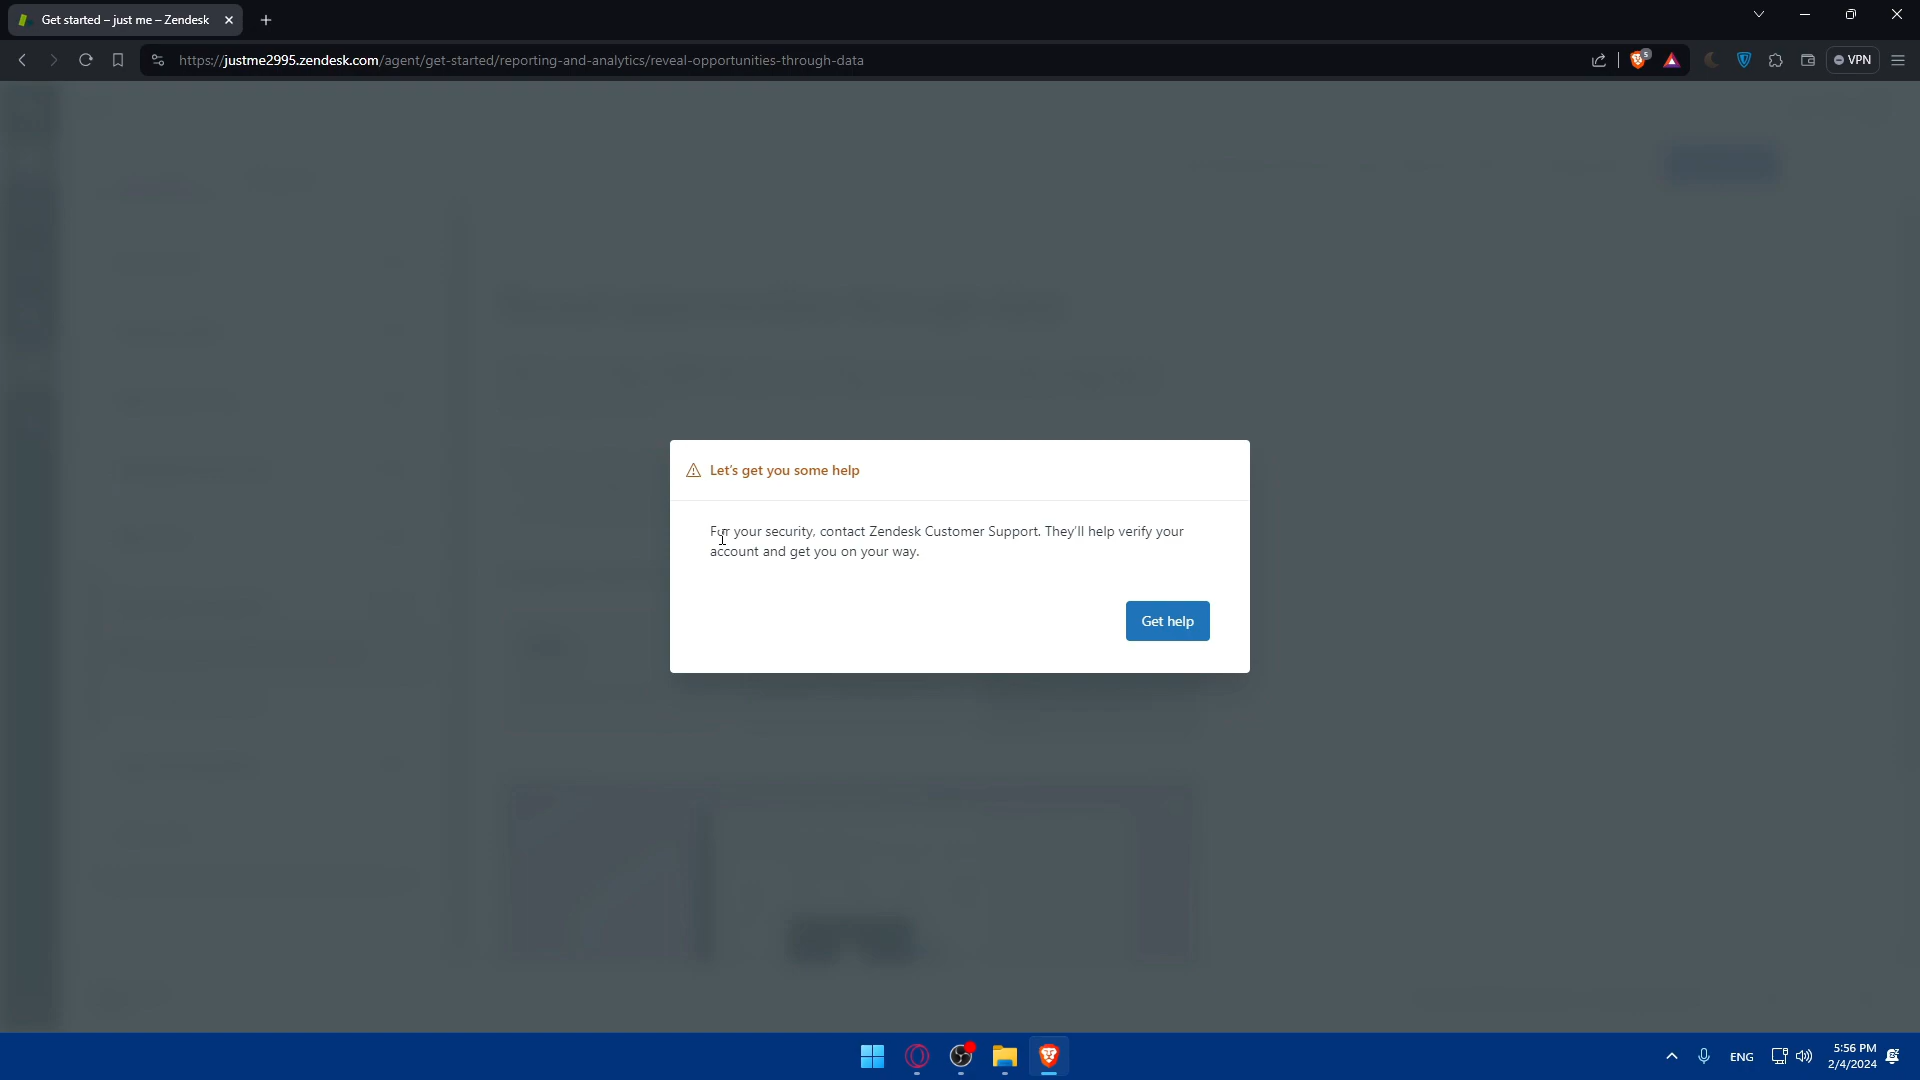 Get started – just me – Zendesk
https://justme2995.zendesk.com/agent/get-started/reporting-and-analytics/reveal-opportunities-through-data
5
VPN
Let's get you some help
For your security, contact Zendesk Customer Support. They'll help verify your
account and get you on your way.
Get help
ENG
5:56 PM
2/4/2024